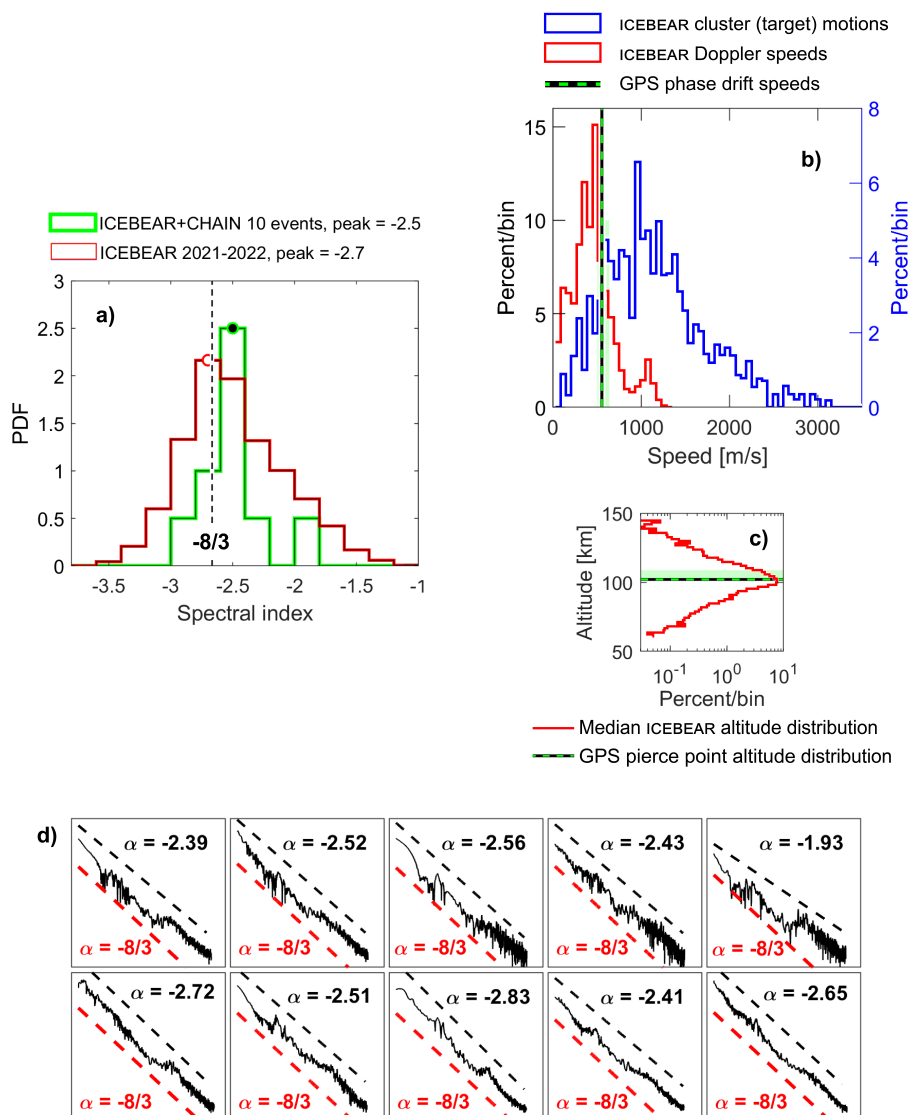 ICEBEAR cluster (target) motions
ICEBEAR Doppler speeds
GPS phase drift speeds
ICEBEAR+CHAIN 10 events, peak = -2.5
ICEBEAR 2021-2022, peak = -2.7
a)
PDF
3
2.5
2
1.5
1
0.5
0
-8/3
-3.5
-3
-2.5
-2
-1.5
-1
Spectral index
b)
Percent/bin
15
10
5
0
8
6
4
2
0
Percent/bin
0
1000
2000
3000
Speed [m/s]
c)
Altitude [km]
150
100
50
10-1
100
101
Percent/bin
Median ICEBEAR altitude distribution
GPS pierce point altitude distribution
d)
α = -2.39
α = -8/3
α = -2.52
α = -8/3
α = -2.56
α = -8/3
α = -2.43
α = -8/3
α = -1.93
α = -8/3
α = -2.72
α = -8/3
α = -2.51
α = -8/3
α = -2.83
α = -8/3
α = -2.41
α = -8/3
α = -2.65
α = -8/3